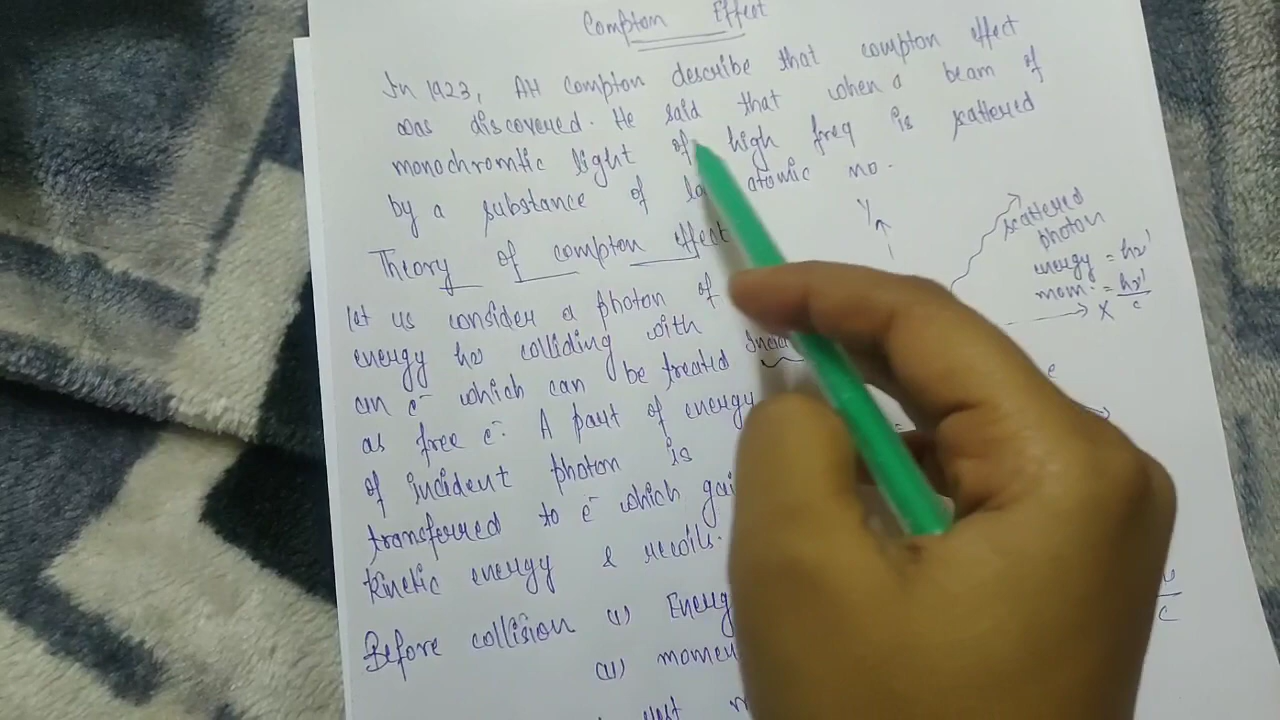 Compton Effect
In 1923, AH Compton describe that compton effect
was discovered. He said that when a beam of
monochromtic light of high freq is scattered
by a substance of atomic no.
Theory of compton effect
let us consider a photon of
energy hν colliding with
an e⁻ which can be treated
as free e⁻. A part of energy
of incident photon is
transferred to e⁻ which
kinetic energy & recoils.
Before collision (i) Energ
(ii) momen
Y
scattered
photon
energy = hν'
mom. = hν'/c
X
e
c